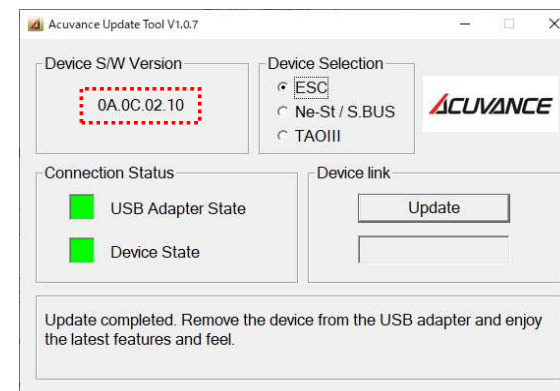 Acuvance Update Tool V1.0.7
Device S/W Version
0A.0C.02.10
Device Selection
ESC
Ne-St / S.BUS
TAOIII
ACUVANCE
Connection Status
USB Adapter State
Device State
Device link
Update
Update completed. Remove the device from the USB adapter and enjoy
the latest features and feel.